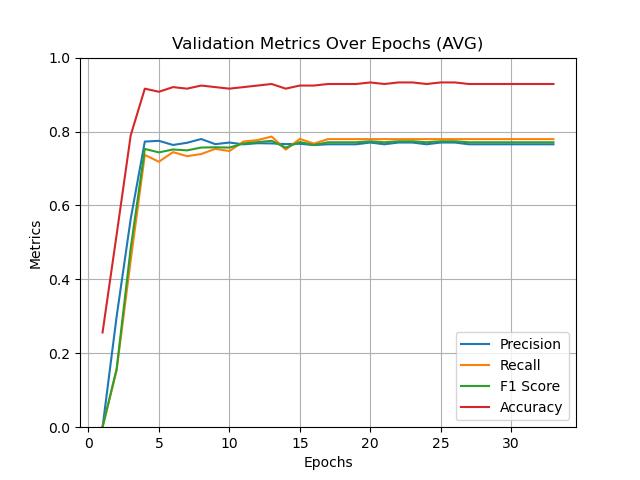 Validation Metrics Over Epochs (AVG)
1.0
0.8
0.6
0.4
0.2
0.0
Metrics
0 5 10 15 20 25 30
Epochs
Precision
Recall
F1 Score
Accuracy